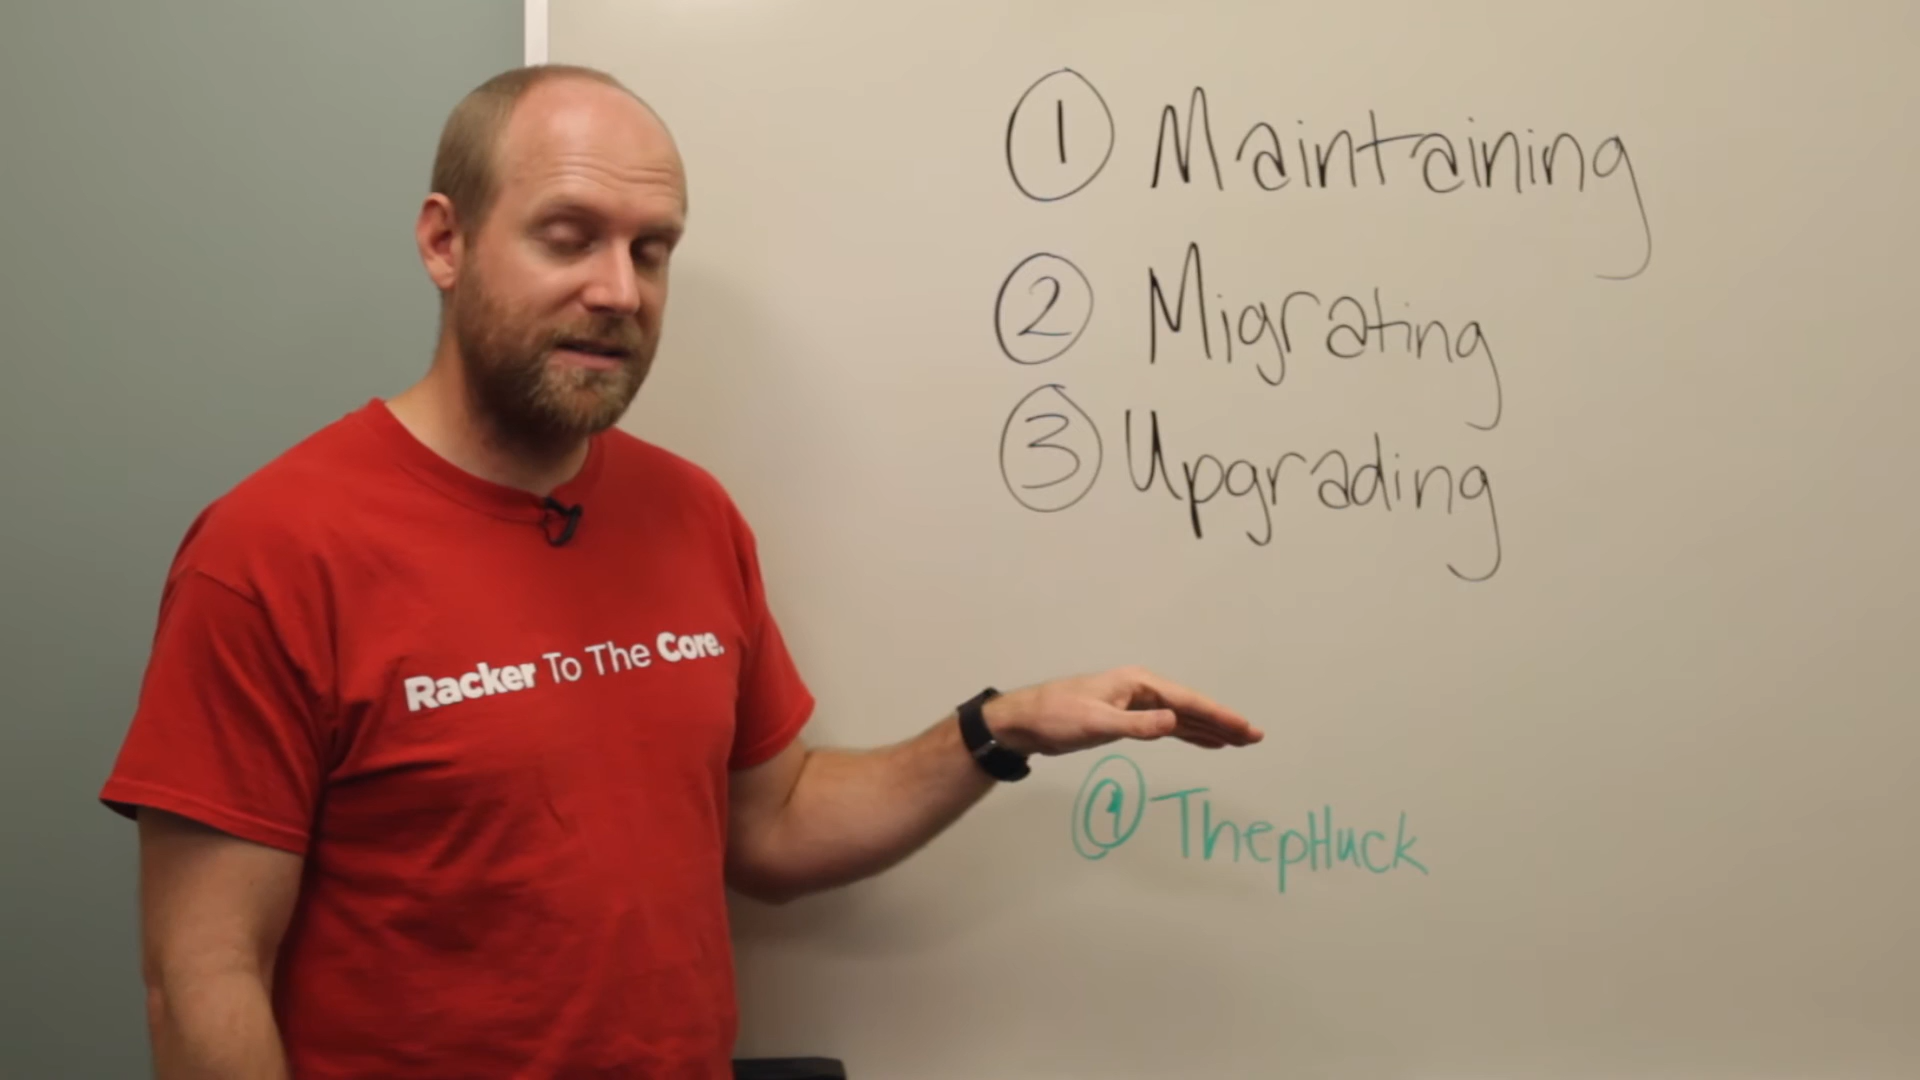 1 Maintaining
2 Migrating
3 Upgrading
Racker To The Core.
@ThepHuck